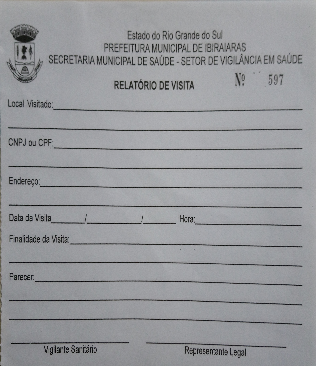 Estado do Rio Grande do Sul
PREFEITURA MUNICIPAL DE IBIRAIARAS
SECRETARIA MUNICIPAL DE SAÚDE - SETOR DE VIGILÂNCIA EM SAÚDE
RELATÓRIO DE VISITA Nº 597
Local Visitado:
CNPJ ou CPF:
Endereço:
Data da Visita / / Hora:
Finalidade da Visita:
Parecer:
Vigilante Sanitário Representante Legal